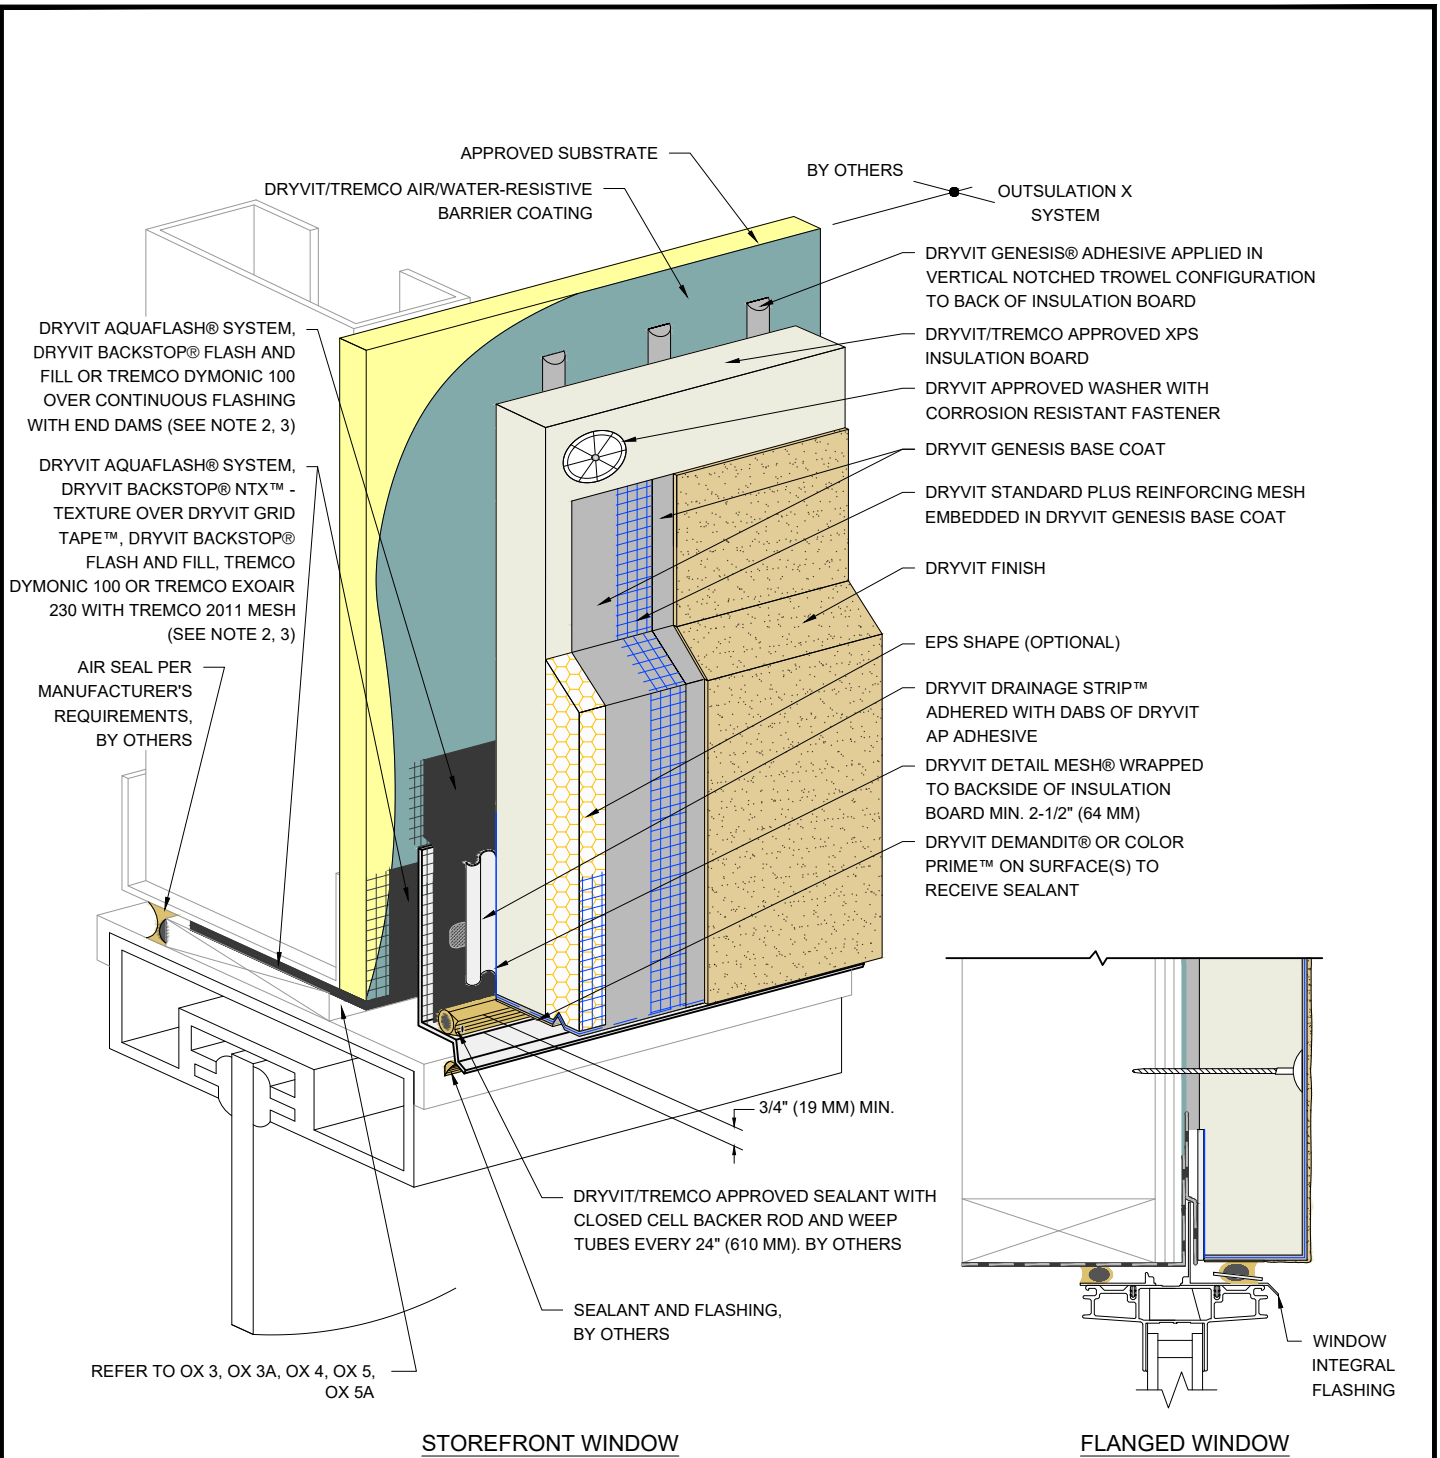 APPROVED SUBSTRATE
DRYVIT/TREMCO AIR/WATER-RESISTIVE
BARRIER COATING
BY OTHERS
OUTSULATION X
SYSTEM
DRYVIT GENESIS® ADHESIVE APPLIED IN
VERTICAL NOTCHED TROWEL CONFIGURATION
TO BACK OF INSULATION BOARD
DRYVIT/TREMCO APPROVED XPS
INSULATION BOARD
DRYVIT APPROVED WASHER WITH
CORROSION RESISTANT FASTENER
DRYVIT GENESIS BASE COAT
DRYVIT STANDARD PLUS REINFORCING MESH
EMBEDDED IN DRYVIT GENESIS BASE COAT
DRYVIT FINISH
EPS SHAPE (OPTIONAL)
DRYVIT DRAINAGE STRIP™
ADHERED WITH DABS OF DRYVIT
AP ADHESIVE
DRYVIT DETAIL MESH® WRAPPED
TO BACKSIDE OF INSULATION
BOARD MIN. 2-1/2" (64 MM)
DRYVIT DEMANDIT® OR COLOR
PRIME™ ON SURFACE(S) TO
RECEIVE SEALANT
DRYVIT AQUAFLASH® SYSTEM,
DRYVIT BACKSTOP® FLASH AND
FILL OR TREMCO DYMONIC 100
OVER CONTINUOUS FLASHING
WITH END DAMS (SEE NOTE 2, 3)
DRYVIT AQUAFLASH® SYSTEM,
DRYVIT BACKSTOP® NTX™ -
TEXTURE OVER DRYVIT GRID
TAPE™, DRYVIT BACKSTOP®
FLASH AND FILL, TREMCO
DYMONIC 100 OR TREMCO EXOAIR
230 WITH TREMCO 2011 MESH
(SEE NOTE 2, 3)
AIR SEAL PER
MANUFACTURER'S
REQUIREMENTS,
BY OTHERS
3/4" (19 MM) MIN.
DRYVIT/TREMCO APPROVED SEALANT WITH
CLOSED CELL BACKER ROD AND WEEP
TUBES EVERY 24" (610 MM). BY OTHERS
SEALANT AND FLASHING,
BY OTHERS
REFER TO OX 3, OX 3A, OX 4, OX 5,
OX 5A
WINDOW
INTEGRAL
FLASHING
STOREFRONT WINDOW
FLANGED WINDOW